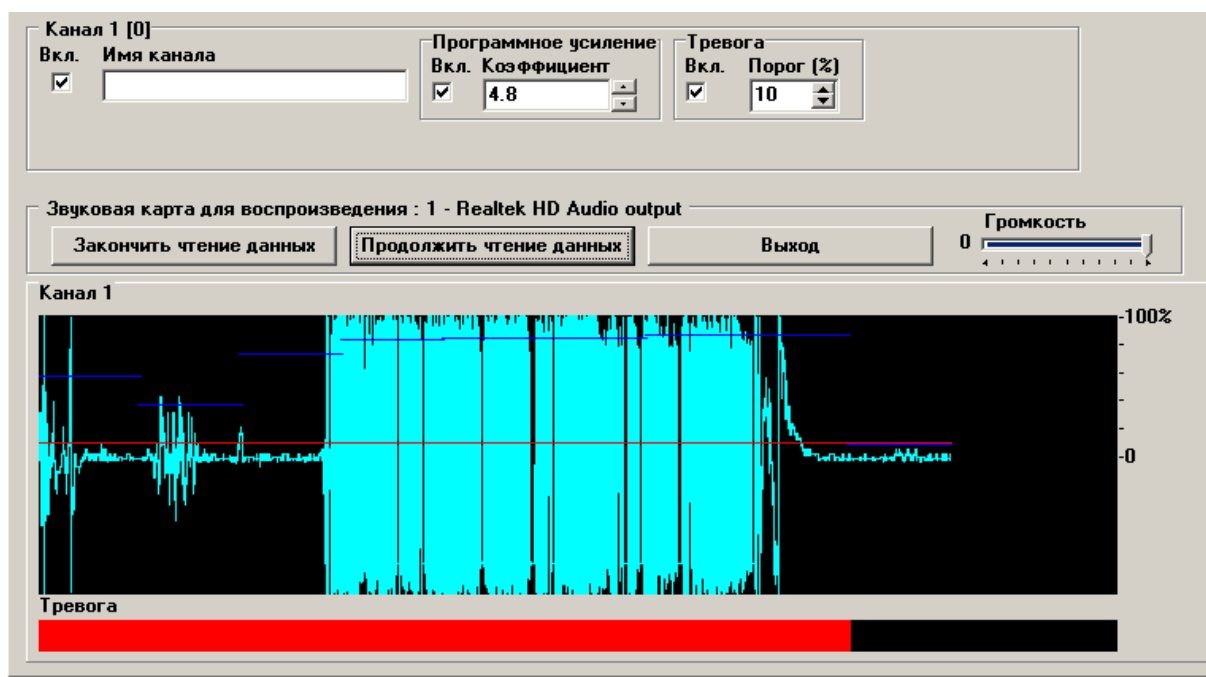 Канал 1 [0]
Вкл. Имя канала
Программное усиление
Вкл. Коэффициент
4.8
Тревога
Вкл. Порог (%)
10
Звуковая карта для воспроизведения : 1 - Realtek HD Audio output
Закончить чтение данных
Продолжить чтение данных
Выход
Громкость
0
Канал 1
-100%
-0
Тревога